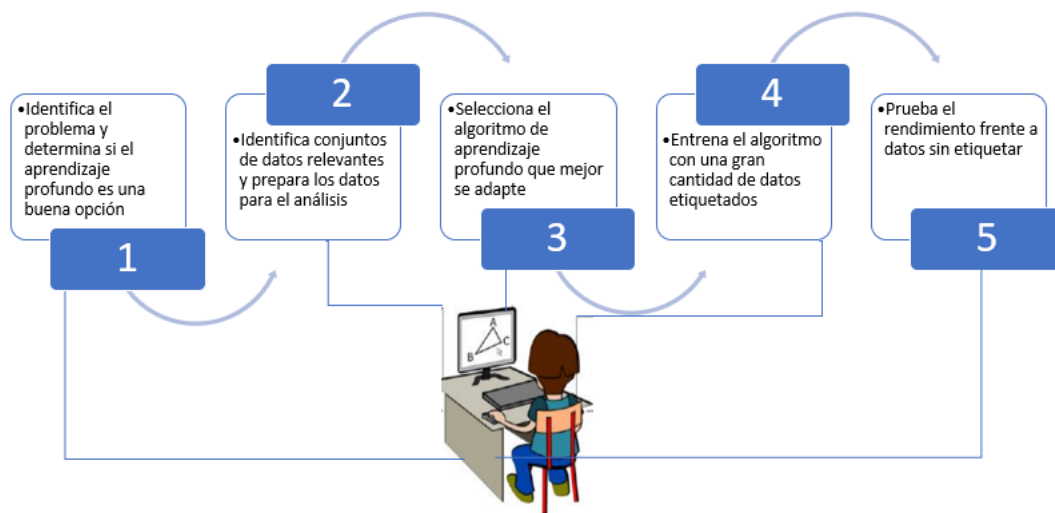 1
•Identifica el
problema y
determina si el
aprendizaje
profundo es una
buena opción
2
•Identifica conjuntos
de datos relevantes
y prepara los datos
para el análisis
3
•Selecciona el
algoritmo de
aprendizaje
profundo que mejor
se adapte
4
•Entrena el algoritmo
con una gran
cantidad de datos
etiquetados
5
•Prueba el
rendimiento frente a
datos sin etiquetar
A
B
C